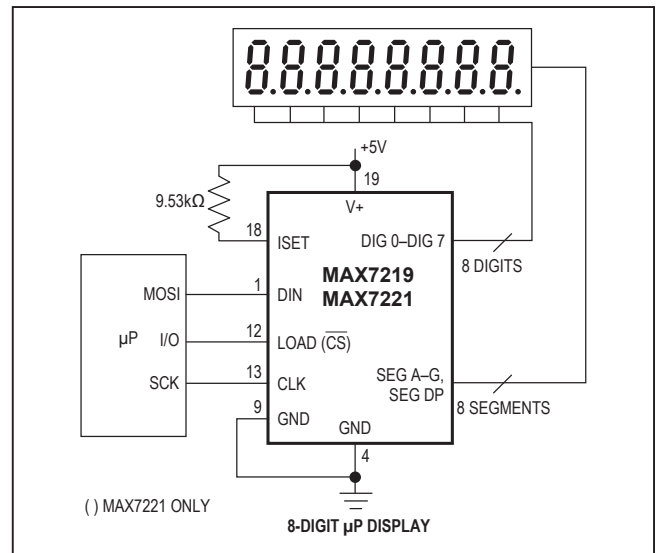 8.8.8.8.8.8.8.8.
+5V
19
9.53kΩ
V+
18
ISET
DIG 0–DIG 7
8 DIGITS
MAX7219
MAX7221
MOSI
1
DIN
µP
I/O
12
LOAD (C̅S̅)
SCK
13
CLK
SEG A–G,
SEG DP
8 SEGMENTS
9
GND
GND
4
( ) MAX7221 ONLY
8-DIGIT µP DISPLAY